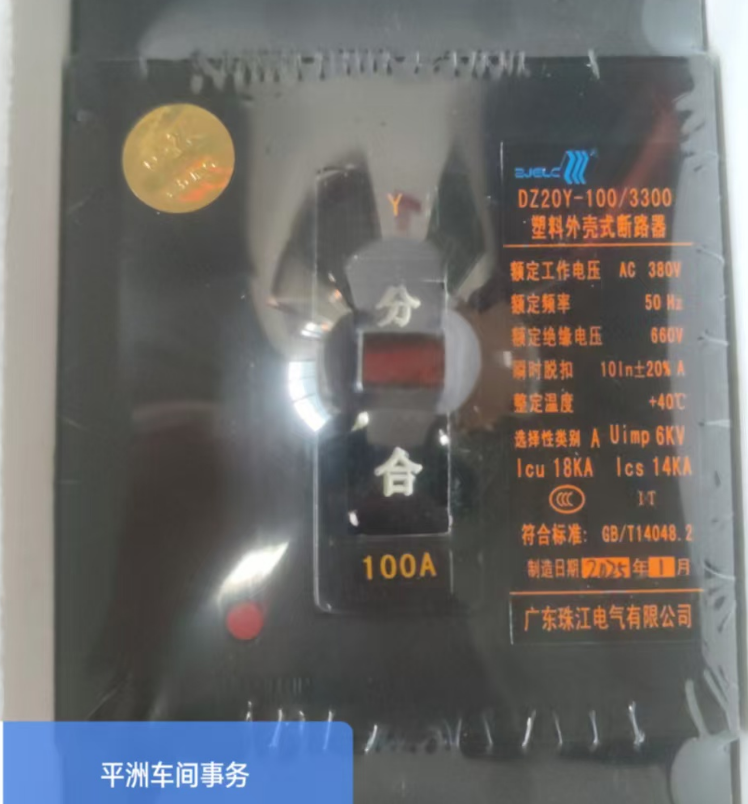 Y
分
合
100A
BJELC
DZ20Y-100/3300
塑料外壳式断路器
额定工作电压 AC 380V
额定频率 50Hz
额定绝缘电压 660V
瞬时脱扣 10In±20% A
整定温度 +40℃
选择性类别 A Uimp 6KV
Icu 18KA Ics 14KA
CCC
符合标准: GB/T14048.2
制造日期 2025 年 1 月
广东珠江电气有限公司
平洲车间事务